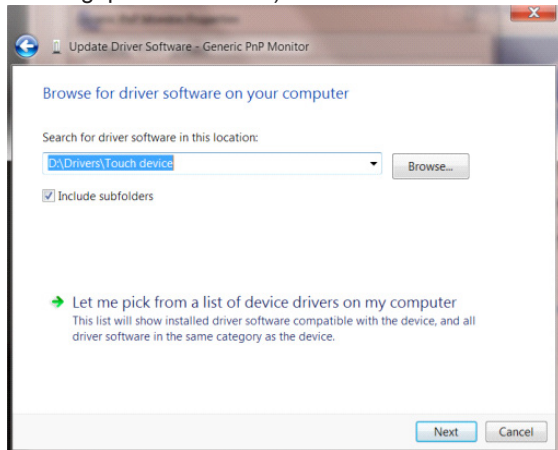 Update Driver Software - Generic PnP Monitor
Browse for driver software on your computer
Search for driver software in this location:
D:\Drivers\Touch device
Browse...
Include subfolders
Let me pick from a list of device drivers on my computer
This list will show installed driver software compatible with the device, and all
driver software in the same category as the device.
Next
Cancel